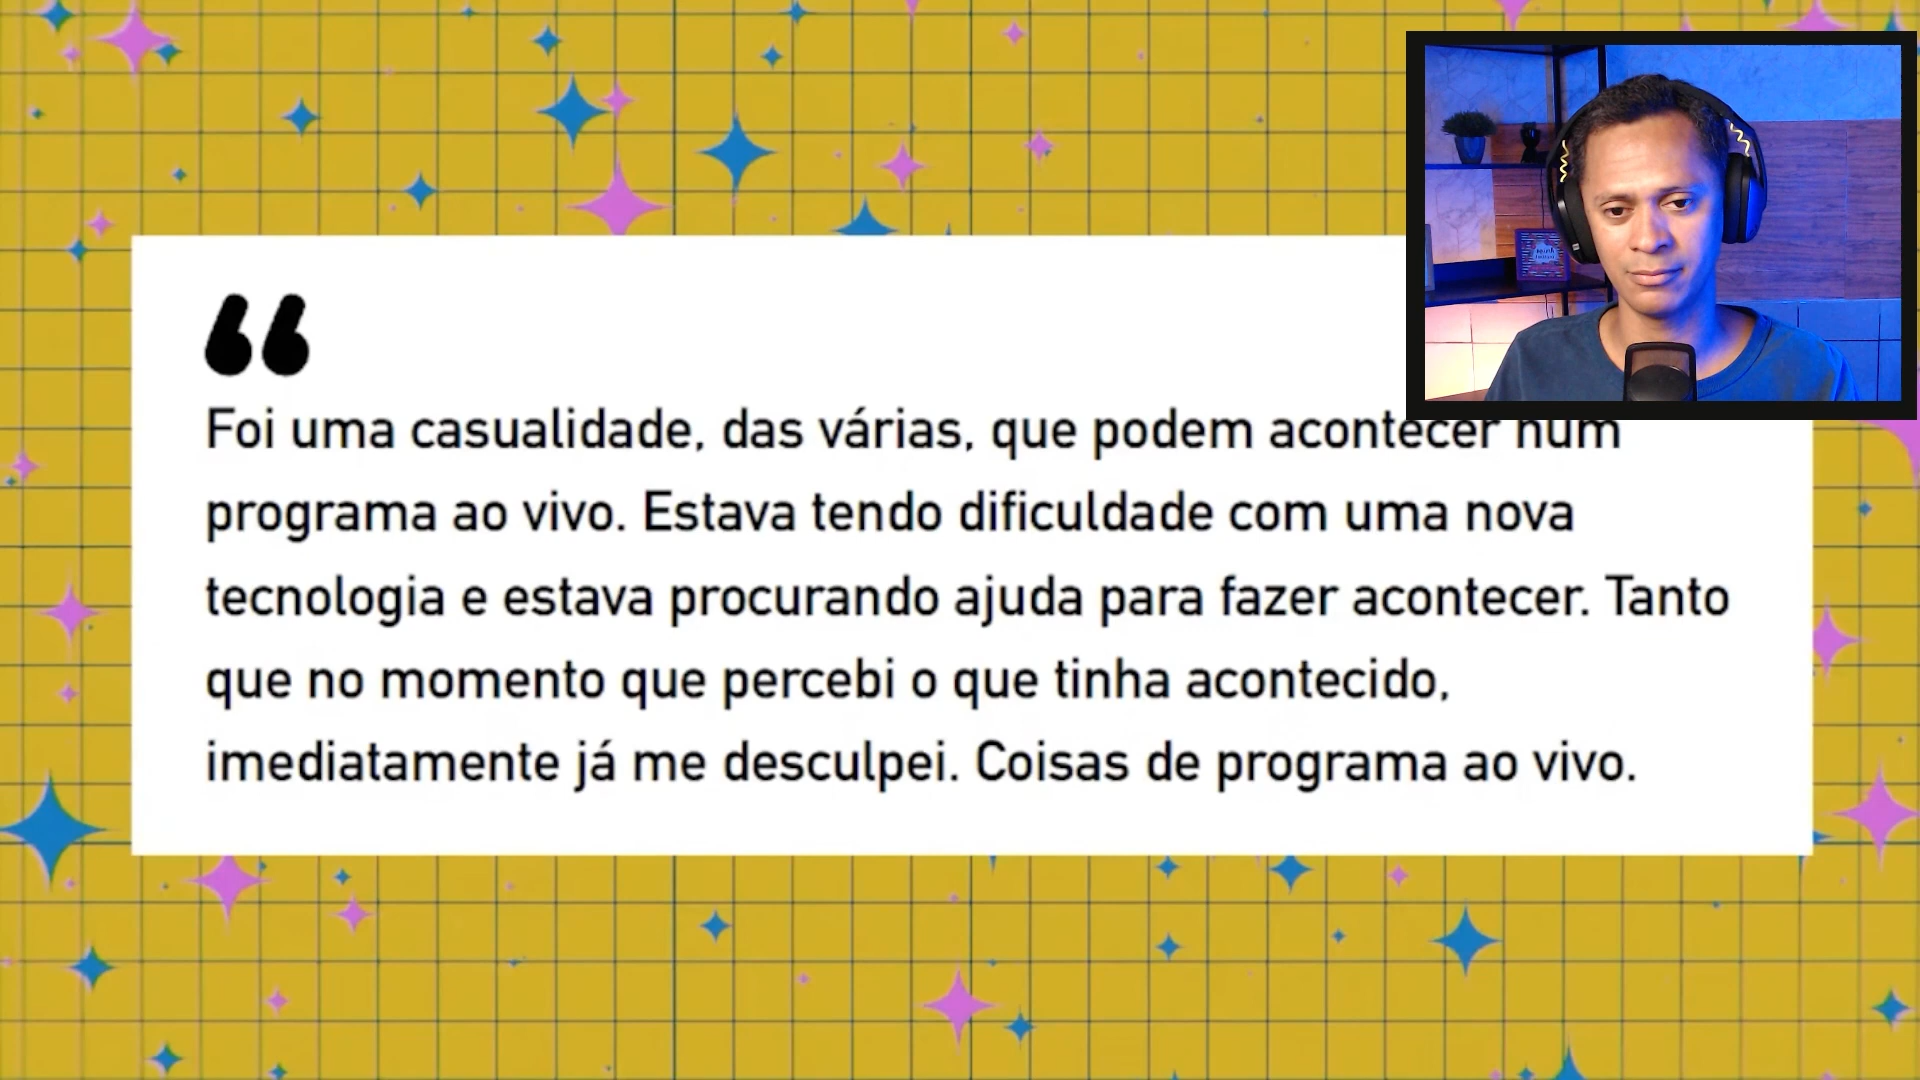 “
Foi uma casualidade, das várias, que podem acontecer num
programa ao vivo. Estava tendo dificuldade com uma nova
tecnologia e estava procurando ajuda para fazer acontecer. Tanto
que no momento que percebi o que tinha acontecido,
imediatamente já me desculpei. Coisas de programa ao vivo.